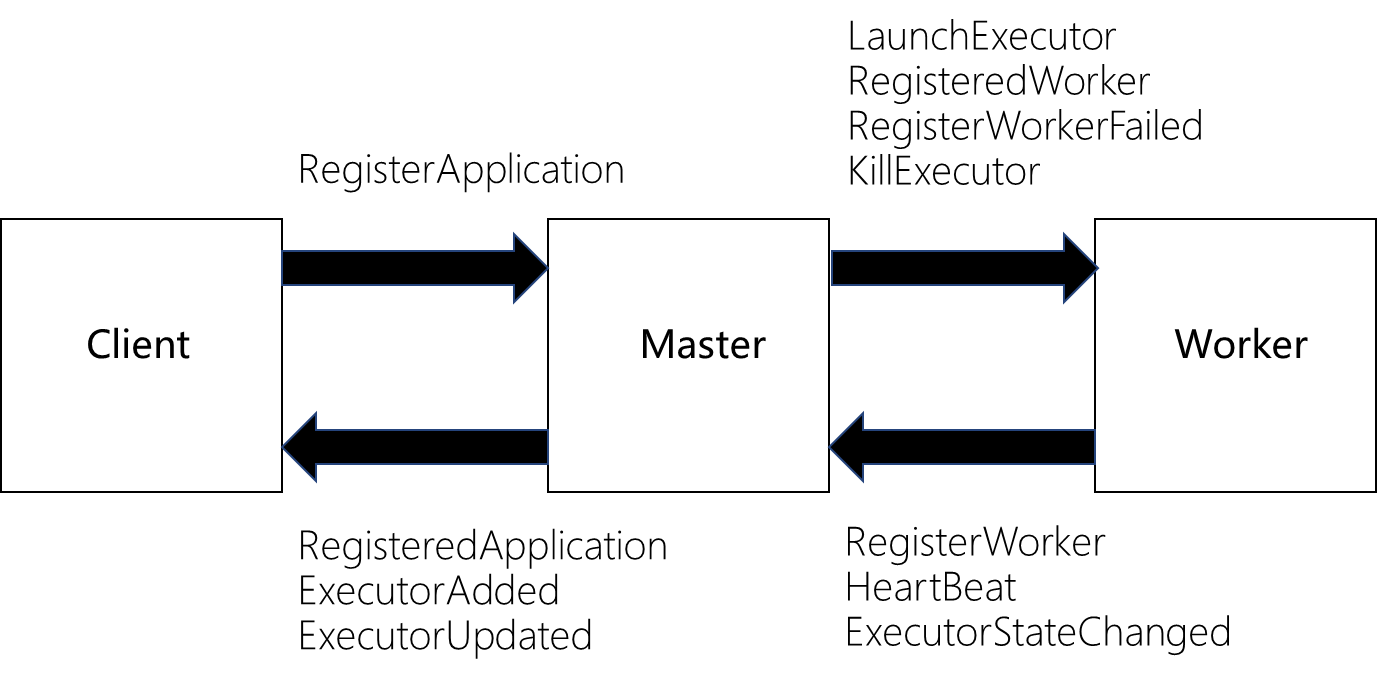 LaunchExecutor
RegisteredWorker
RegisterWorkerFailed
KillExecutor
RegisterApplication
Client
Master
Worker
RegisteredApplication
ExecutorAdded
ExecutorUpdated
RegisterWorker
HeartBeat
ExecutorStateChanged